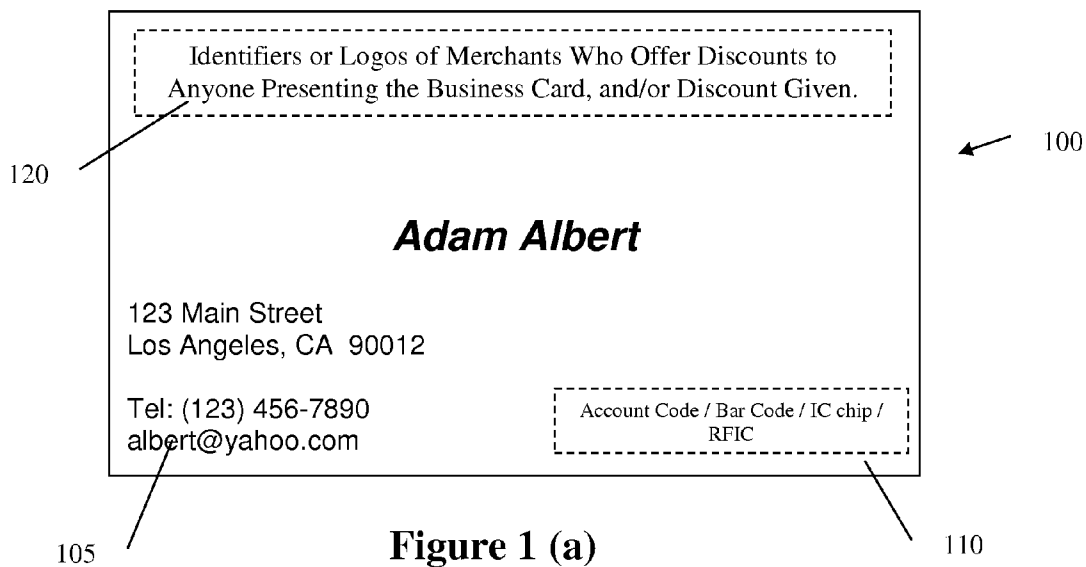 Identifiers or Logos of Merchants Who Offer Discounts to
Anyone Presenting the Business Card, and/or Discount Given.
100
120
Adam Albert
123 Main Street
Los Angeles, CA 90012
Tel: (123) 456-7890
albert@yahoo.com
Account Code / Bar Code / IC chip /
RFIC
105
Figure 1 (a)
110